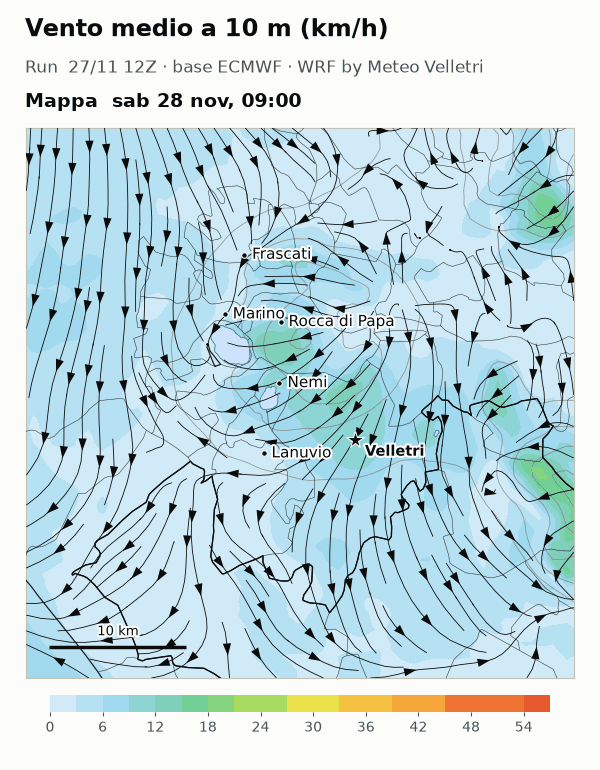 Vento medio a 10 m (km/h)
Run  27/11 12Z · base ECMWF · WRF by Meteo Velletri
Mappa  sab 28 nov, 09:00
Frascati
Marino
Rocca di Papa
Nemi
Velletri
Lanuvio
10 km
0 6 12 18 24 30 36 42 48 54